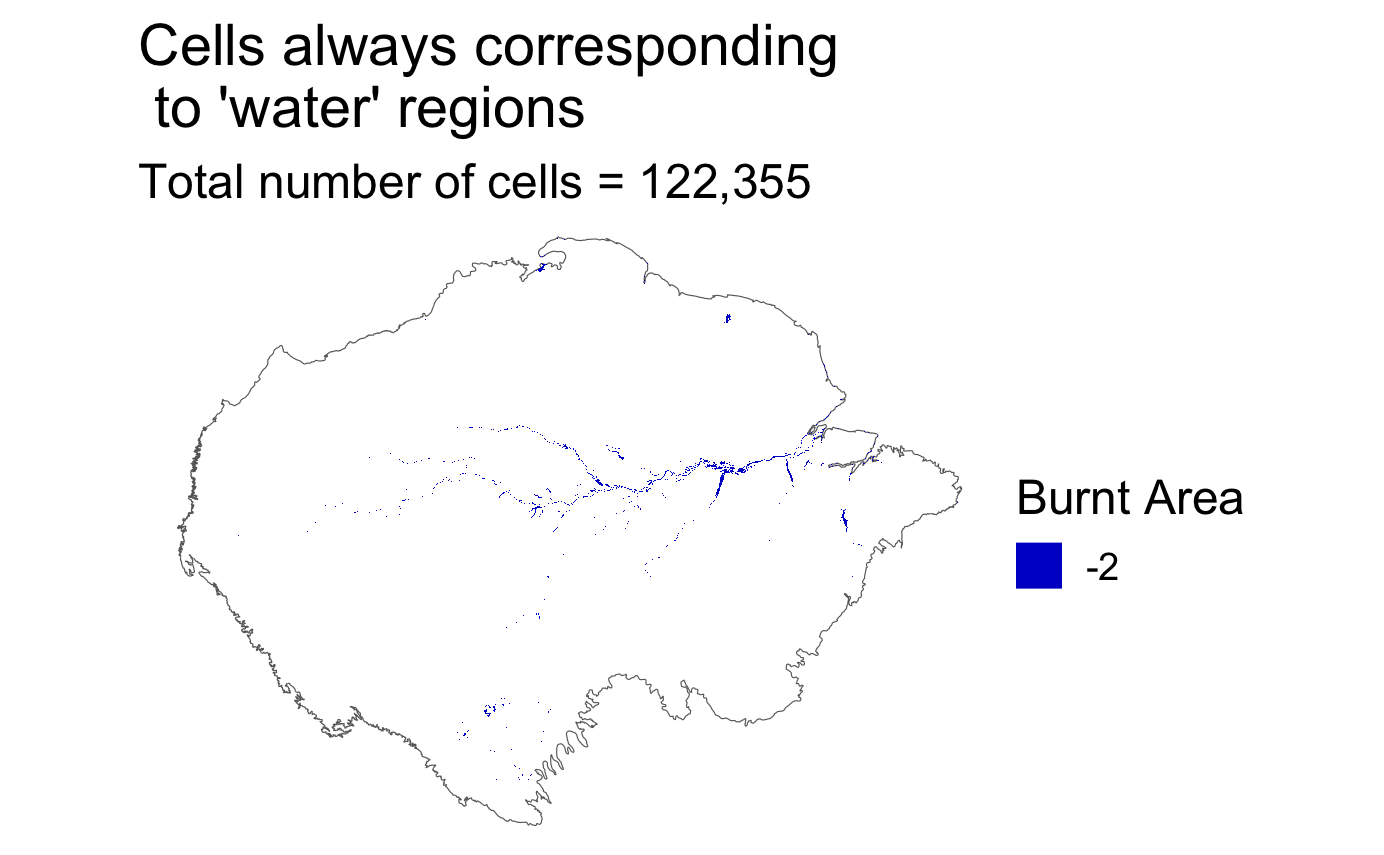 Cells always corresponding
to 'water' regions
Total number of cells = 122,355
Burnt Area
-2